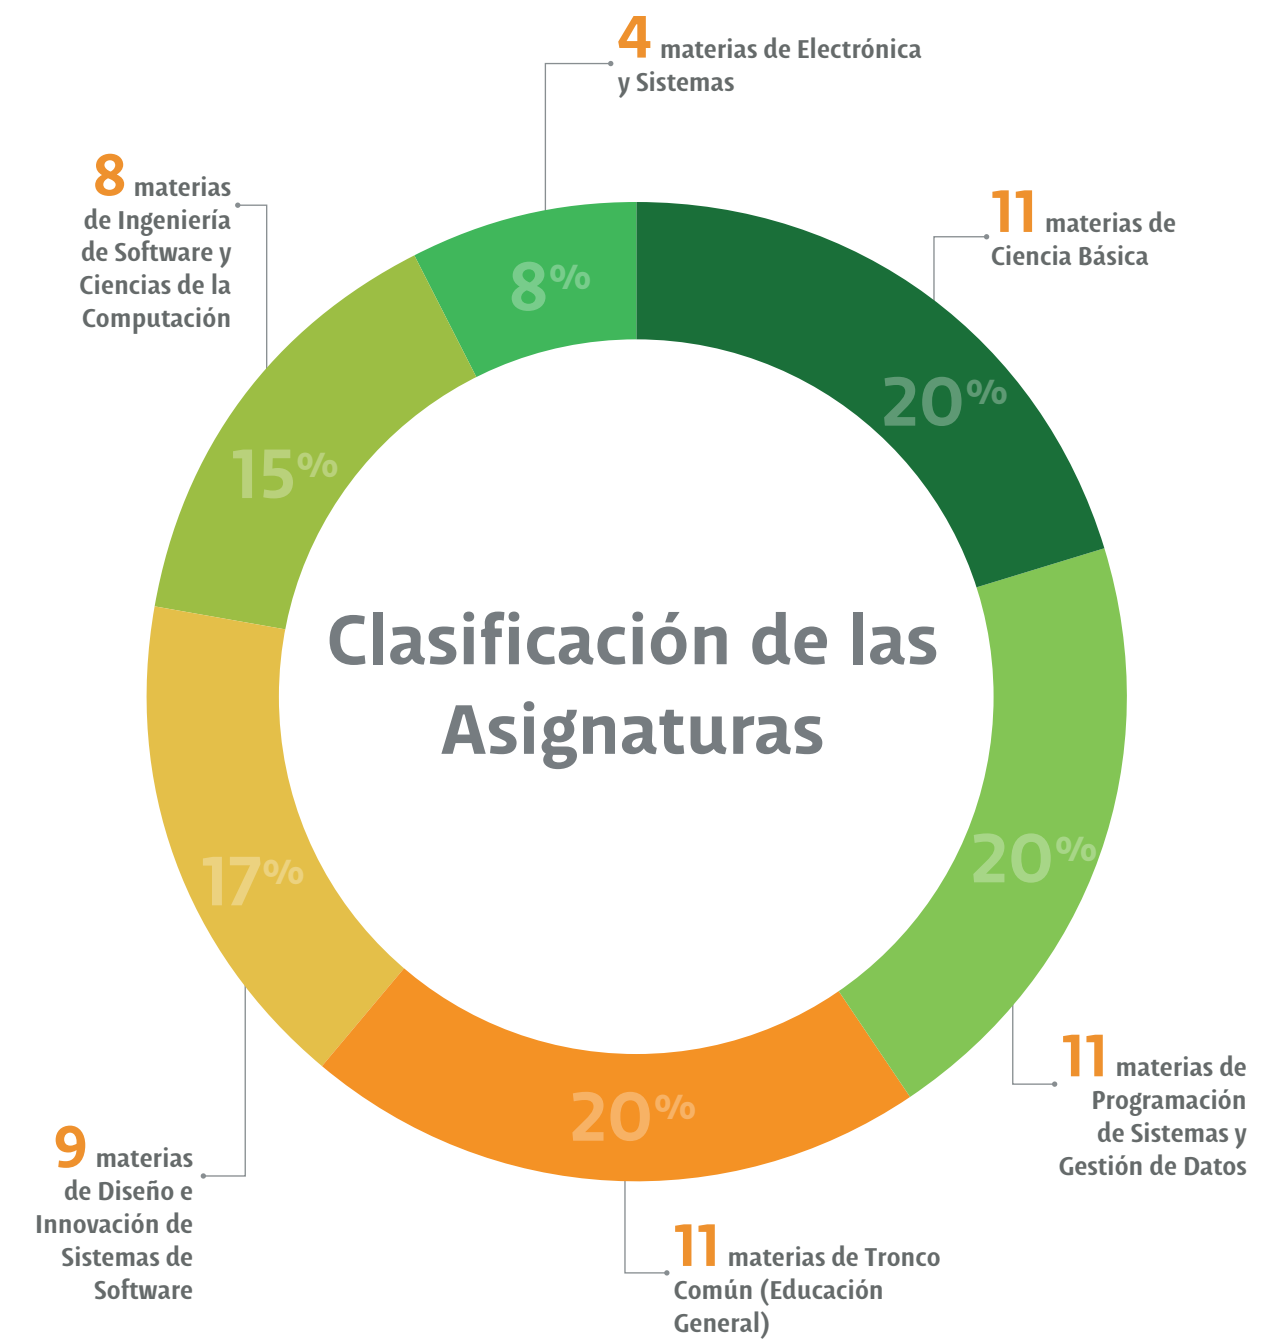 4 materias de Electrónica
y Sistemas
8 materias
de Ingeniería
de Software y
Ciencias de la
Computación
11 materias de
Ciencia Básica
8%
20%
15%
Clasificación de las
Asignaturas
20%
17%
20%
11 materias de
Programación
de Sistemas y
Gestión de Datos
9 materias
de Diseño e
Innovación de
Sistemas de
Software
11 materias de Tronco
Común (Educación
General)